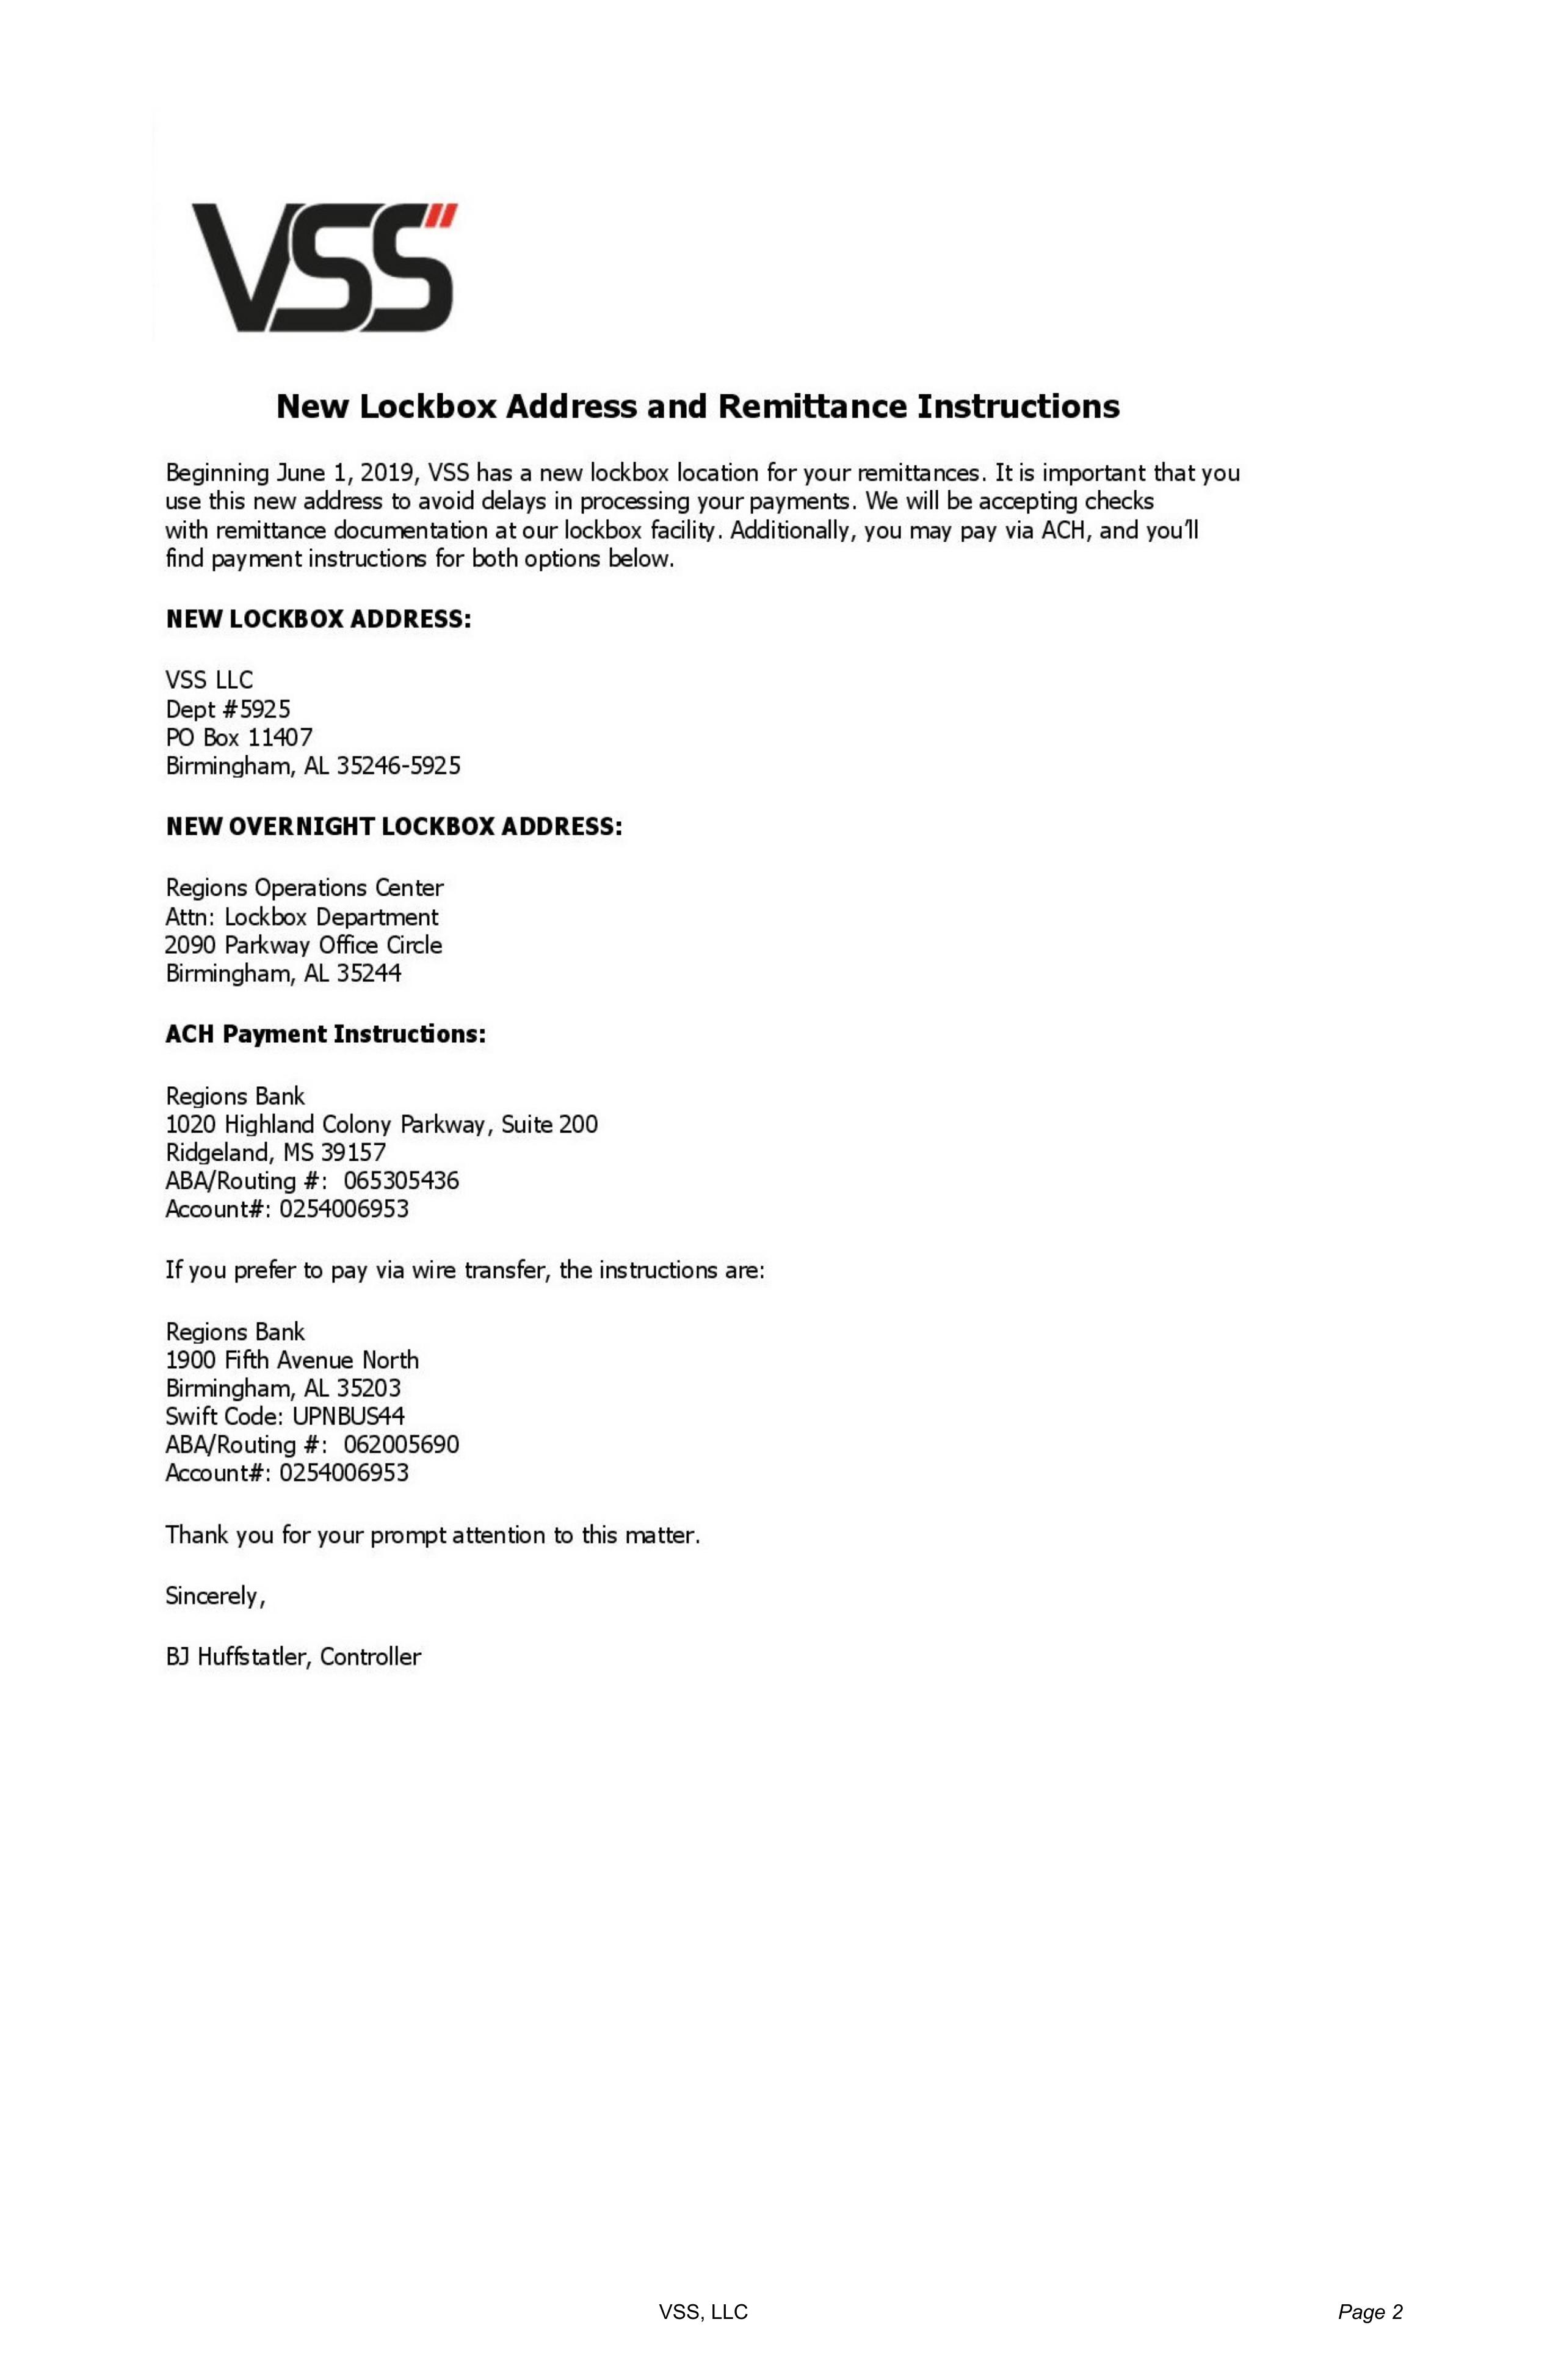 VSS
New Lockbox Address and Remittance Instructions
Beginning June 1, 2019, VSS has a new lockbox location for your remittances. It is important that you
use this new address to avoid delays in processing your payments. We will be accepting checks
with remittance documentation at our lockbox facility. Additionally, you may pay via ACH, and you'll
find payment instructions for both options below.
NEW LOCKBOX ADDRESS:
VSS LLC
Dept #5925
PO Box 11407
Birmingham, AL 35246-5925
NEW OVERNIGHT LOCKBOX ADDRESS:
Regions Operations Center
Attn: Lockbox Department
2090 Parkway Office Circle
Birmingham, AL 35244
ACH Payment Instructions:
Regions Bank
1020 Highland Colony Parkway, Suite 200
Ridgeland, MS 39157
ABA/Routing #: 065305436
Account#: 0254006953
If you prefer to pay via wire transfer, the instructions are:
Regions Bank
1900 Fifth Avenue North
Birmingham, AL 35203
Swift Code: UPNBUS44
ABA/Routing #: 062005690
Account#: 0254006953
Thank you for your prompt attention to this matter.
Sincerely,
BJ Huffstatler, Controller
VSS, LLC
Page 2